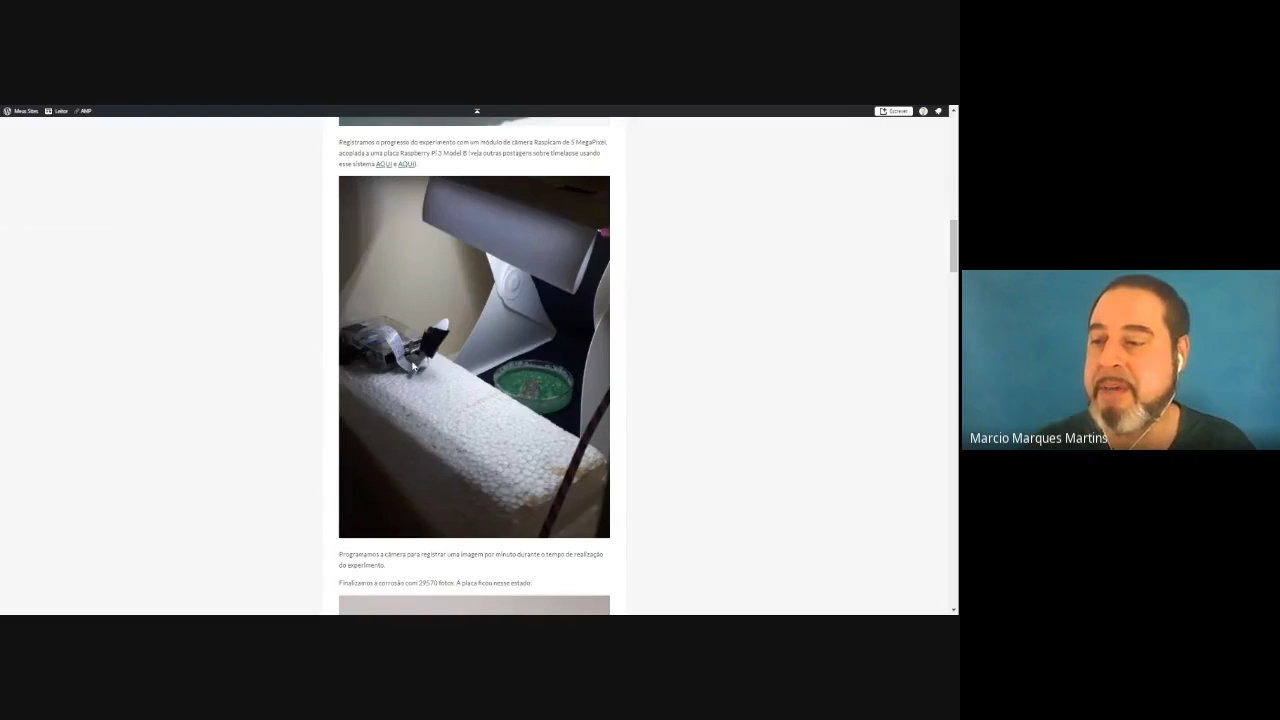 Meus Sites Leitor AMP Escrever
Registramos o progresso do experimento com um módulo de câmera Raspicam de 5 MegaPixel,
acoplada a uma placa Raspberry Pi 3 Model B (veja outras postagens sobre timelapse usando
esse sistema AQUI e AQUI).
Programamos a câmera para registrar uma imagem por minuto durante o tempo de realização
do experimento.
Finalizamos a corrosão com 29570 fotos. A placa ficou nesse estado:
Marcio Marques Martins